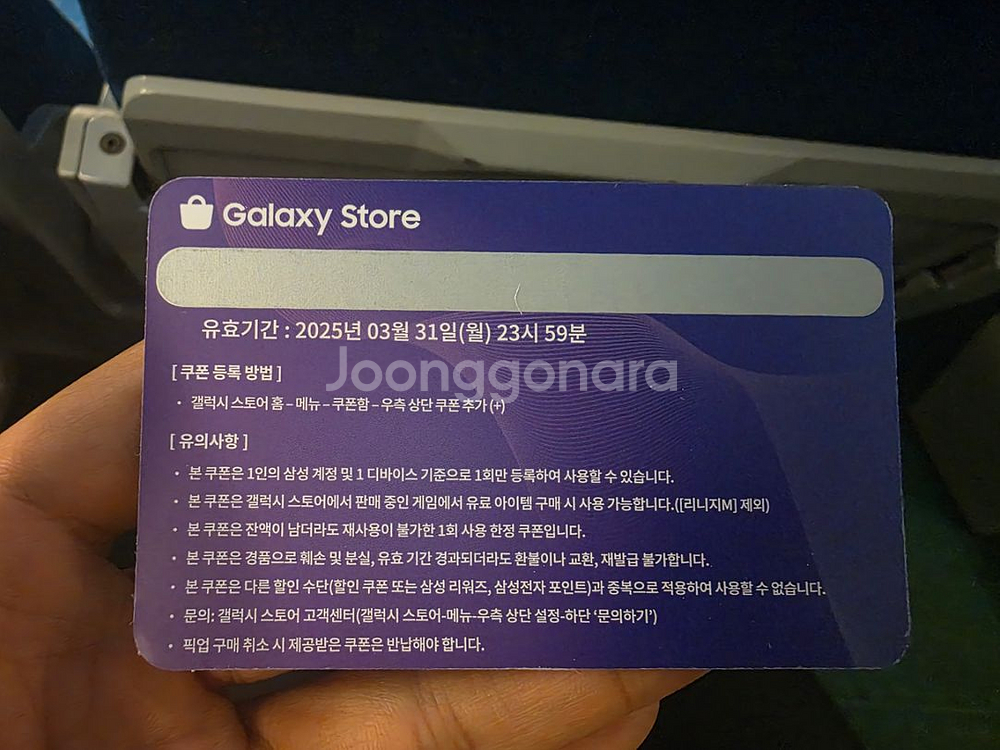 Galaxy Store
유효기간 : 2025년 03월 31일(월) 23시 59분
Joonggonara
[ 쿠폰 등록 방법 ]
• 갤럭시 스토어 홈 – 메뉴 – 쿠폰함 – 우측 상단 쿠폰 추가 (+)
[ 유의사항 ]
• 본 쿠폰은 1인의 삼성 계정 및 1 디바이스 기준으로 1회만 등록하여 사용할 수 있습니다.
• 본 쿠폰은 갤럭시 스토어에서 판매 중인 게임에서 유료 아이템 구매 시 사용 가능합니다.([리니지M] 제외)
• 본 쿠폰은 잔액이 남더라도 재사용이 불가한 1회 사용 한정 쿠폰입니다.
• 본 쿠폰은 경품으로 훼손 및 분실, 유효 기간 경과되더라도 환불이나 교환, 재발급 불가합니다.
• 본 쿠폰은 다른 할인 수단(할인 쿠폰 또는 삼성 리워즈, 삼성전자 포인트)과 중복으로 적용하여 사용할 수 없습니다.
• 문의: 갤럭시 스토어 고객센터(갤럭시 스토어-메뉴-우측 상단 설정-하단 ‘문의하기’)
• 픽업 구매 취소 시 제공받은 쿠폰은 반납해야 합니다.